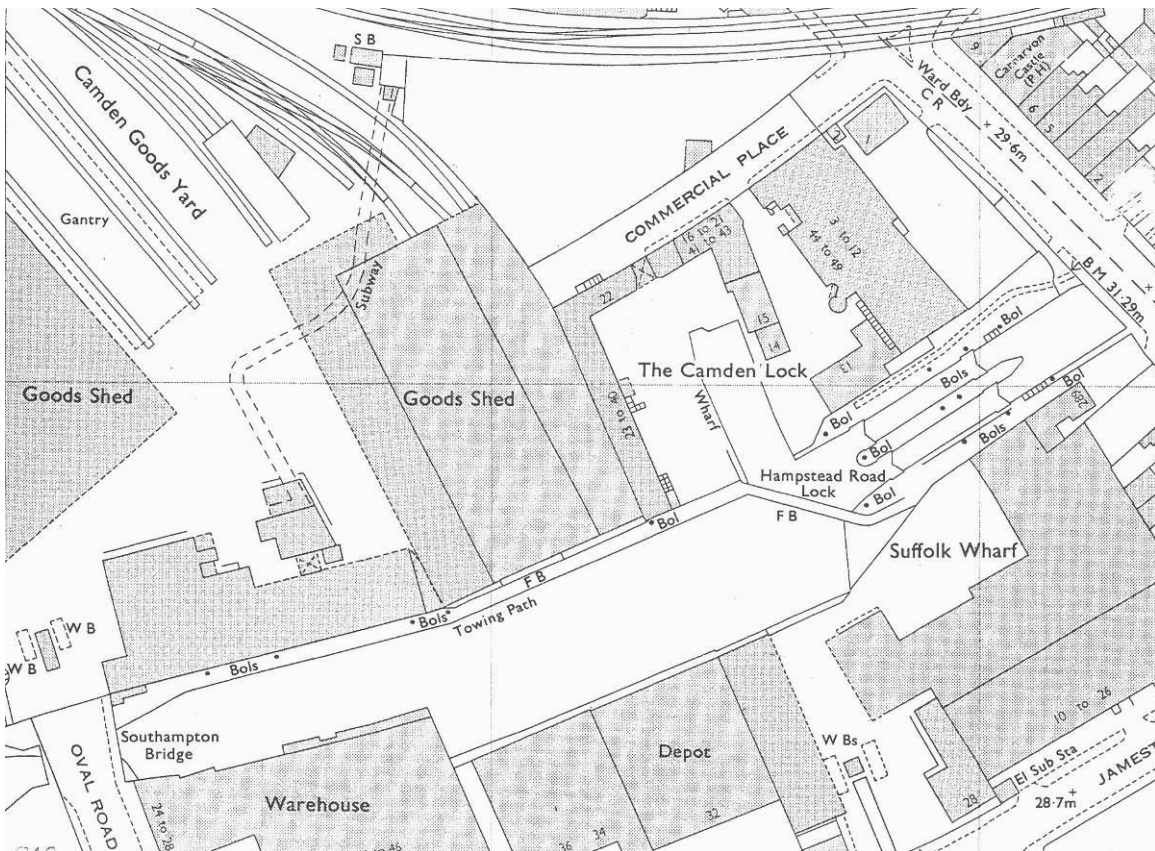 S B
Camden Goods Yard
Gantry
Subway
COMMERCIAL PLACE
Ward Bdy
C R
29·6m
9
Carnarvon
Castle
(P H)
6
5
2
B M 31·29m
2
1
3 to 12
44 to 49
16 to 21
41 to 43
22
15
14
13
23 to 40
The Camden Lock
Wharf
Goods Shed
Goods Shed
Bol
Bols
Bol
Bol
Bol
Bols
Bol
269
Hampstead Road
Lock
F B
Bol
F B
Suffolk Wharf
Towing Path
Bols
Bols
W B
W B
Southampton
Bridge
OVAL ROAD
24 to 28
Warehouse
Depot
34
36
32
W Bs
10 to 26
El Sub Sta
28
28·7m
JAMEST